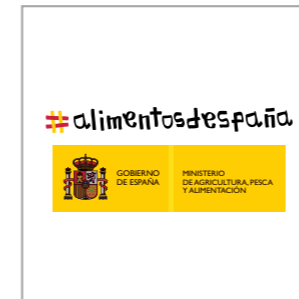 #alimentosdespaña
GOBIERNO
DE ESPAÑA
MINISTERIO
DE AGRICULTURA, PESCA
Y ALIMENTACIÓN